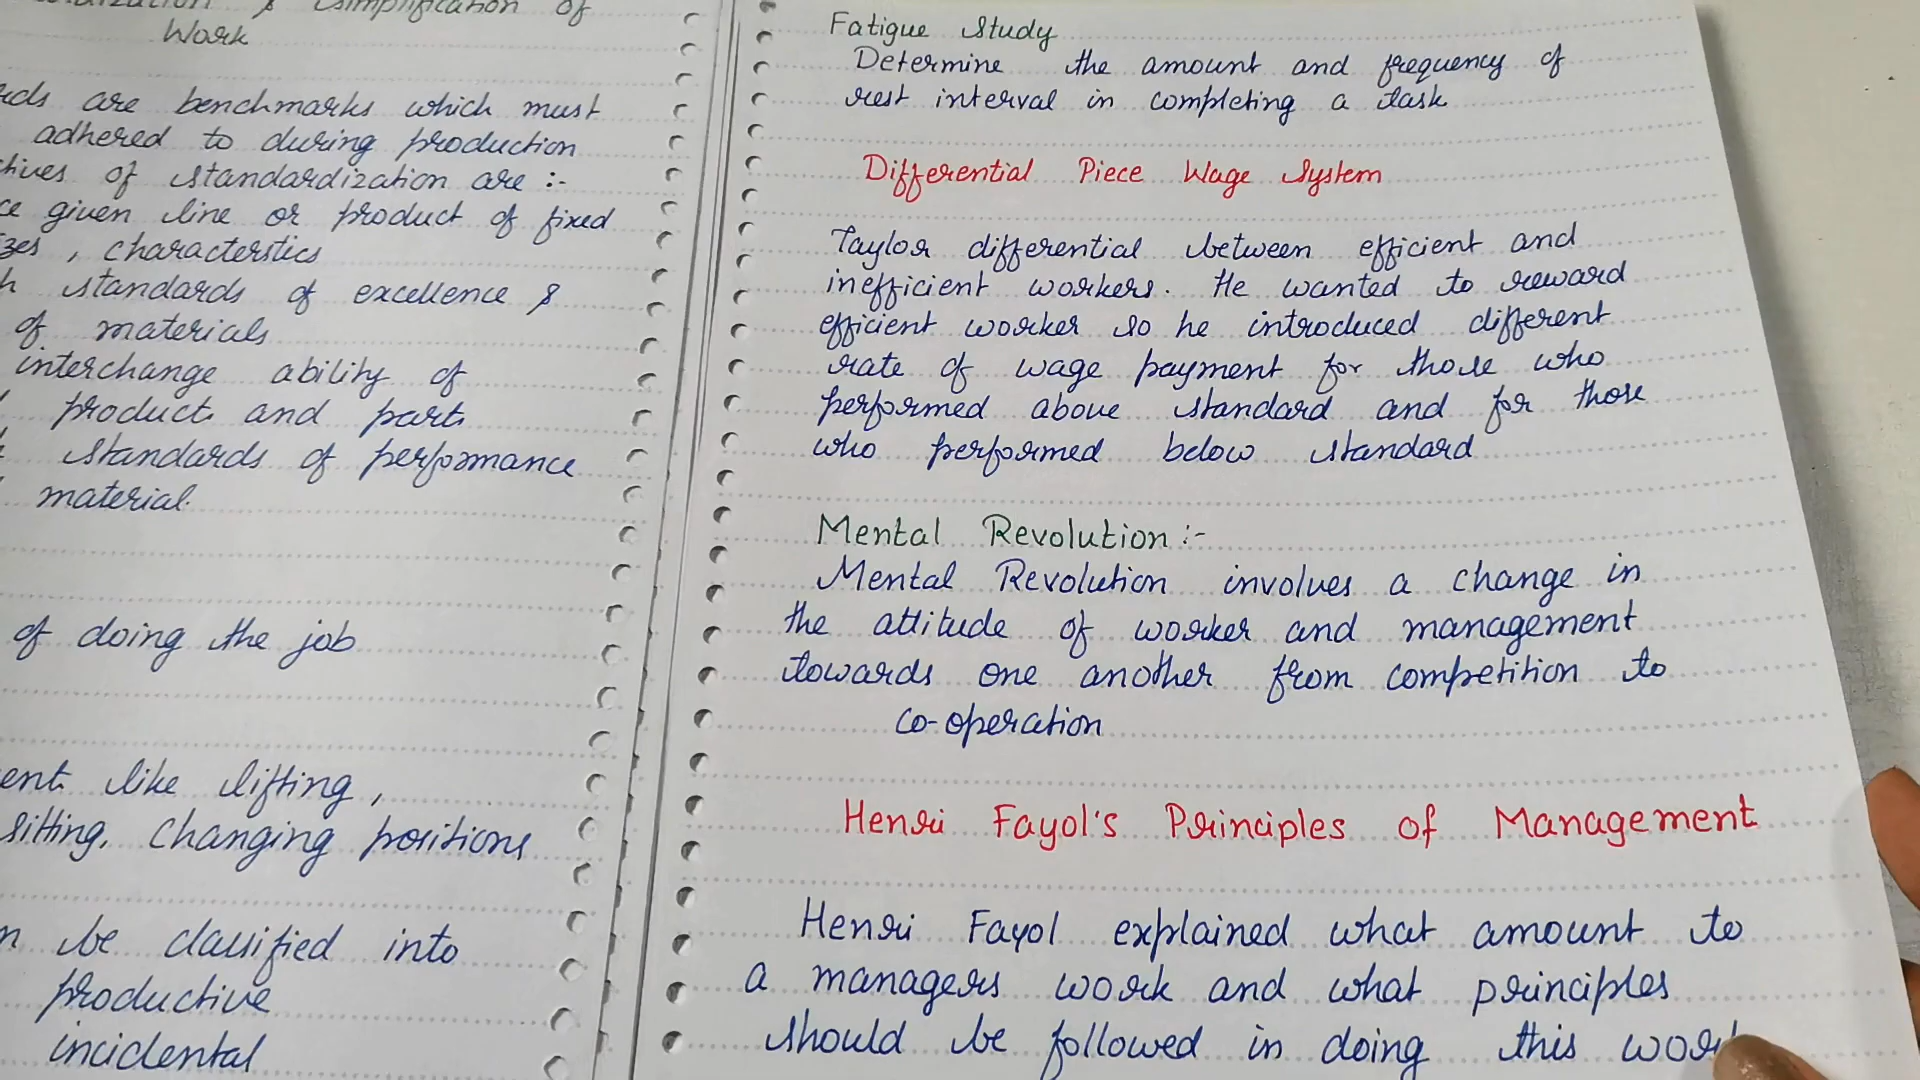 Simplification of
Work
are benchmarks which must
adhered to during production
of standardization are :-
given line or product of fixed
, characterstics
standards of excellence &
of materials
interchange ability of
product and parts
standards of performance
material.
of doing the job
like lifting,
sitting, Changing positions
be classified into
productive
incidental
Fatigue Study
Determine the amount and frequency of
rest interval in completing a task
Differential Piece Wage System
Taylor differential between efficient and
inefficient workers. He wanted to reward
efficient worker so he introduced different
rate of wage payment for those who
performed above standard and for those
who performed below standard
Mental Revolution :-
Mental Revolution involves a change in
the attitude of worker and management
towards one another from competition to
co-operation
Henri Fayol's Principles of Management
Henri Fayol explained what amount to
a managers work and what principles
should be followed in doing this